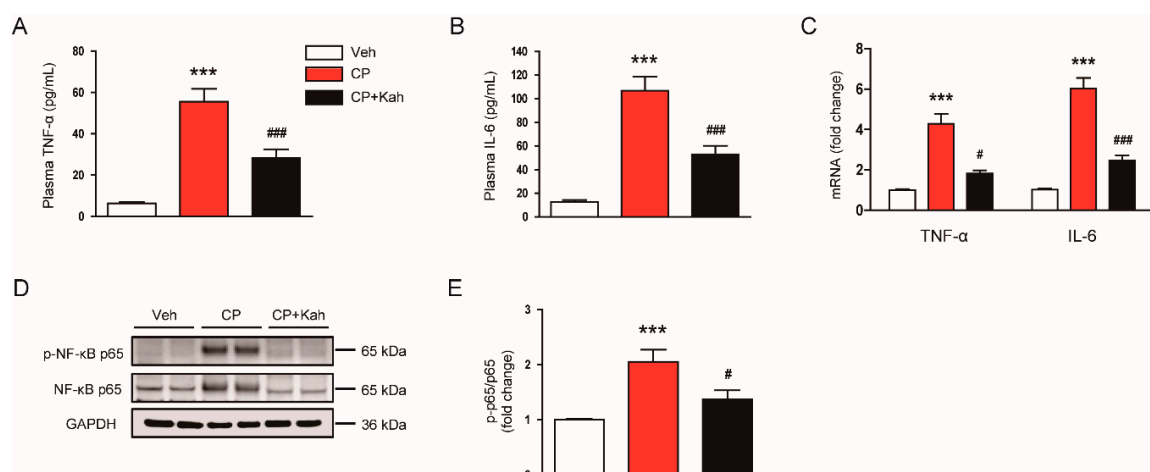 A
Plasma TNF-α (pg/mL)
80
60
40
20
0
***
###
Veh
CP
CP+Kah
B
Plasma IL-6 (pg/mL)
140
120
100
80
60
40
20
0
***
###
C
mRNA (fold change)
8
6
4
2
0
***
#
***
###
TNF-α
IL-6
D
Veh
CP
CP+Kah
p-NF-κB p65
65 kDa
NF-κB p65
65 kDa
GAPDH
36 kDa
E
p-p65/p65
(fold change)
3
2
1
***
#